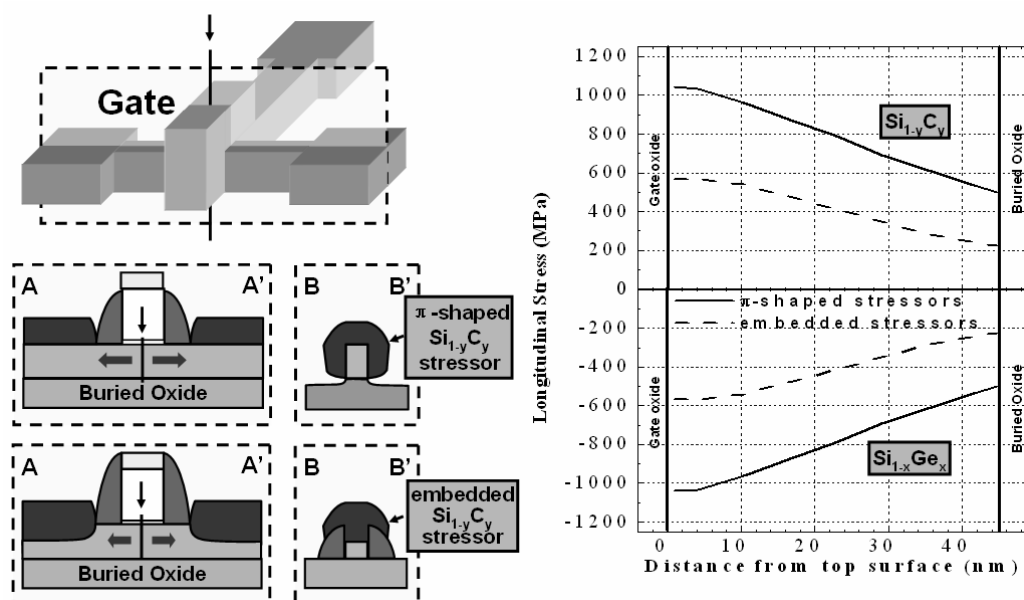 Gate
A A'
Buried Oxide
B B'
π -shaped
Si1-yCy
stressor
A A'
Buried Oxide
B B'
embedded
Si1-yCy
stressor
Longitudinal Stress (MPa)
1200
1000
800
600
400
200
0
-200
-400
-600
-800
-1000
-1200
Gate oxide
Si1-yCy
Buried Oxide
π-shaped stressors
embedded stressors
Gate oxide
Si1-xGex
Buried Oxide
0 10 20 30 40
Distance from top surface (nm)